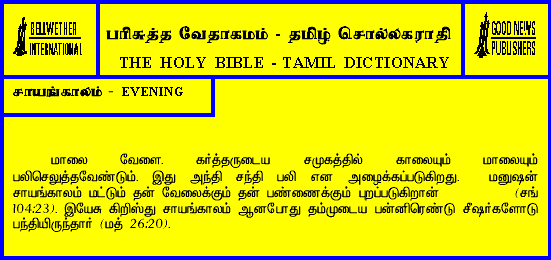 BELLWETHER
INTERNATIONAL
பரிசுத்த வேதாகமம் - தமிழ் சொல்லகராதி
THE HOLY BIBLE - TAMIL DICTIONARY
GOOD NEWS
PUBLISHERS
சாயங்காலம் - EVENING
மாலை வேளை. கர்த்தருடைய சமுகத்தில் காலையும் மாலையும்
பலிசெலுத்தவேண்டும். இது அந்தி சந்தி பலி என அழைக்கப்படுகிறது. மனுஷன்
சாயங்காலம் மட்டும் தன் வேலைக்கும் தன் பண்ணைக்கும் புறப்படுகிறான் (சங்
104:23). இயேசு கிறிஸ்து சாயங்காலம் ஆனபோது தம்முடைய பன்னிரெண்டு சீஷர்களோடு
பந்தியிருந்தார் (மத் 26:20).